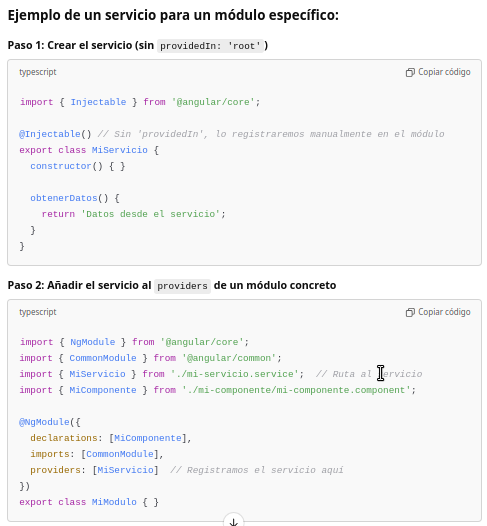 Ejemplo de un servicio para un módulo específico:
Paso 1: Crear el servicio (sin providedIn: 'root')
typescript
Copiar código
import { Injectable } from '@angular/core';
@Injectable() // Sin 'providedIn', lo registraremos manualmente en el módulo
export class MiServicio {
constructor() { }
obtenerDatos() {
return 'Datos desde el servicio';
}
}
Paso 2: Añadir el servicio al providers de un módulo concreto
typescript
Copiar código
import { NgModule } from '@angular/core';
import { CommonModule } from '@angular/common';
import { MiServicio } from './mi-servicio.service'; // Ruta al servicio
import { MiComponente } from './mi-componente/mi-componente.component';
@NgModule({
declarations: [MiComponente],
imports: [CommonModule],
providers: [MiServicio] // Registramos el servicio aquí
})
export class MiModulo { }